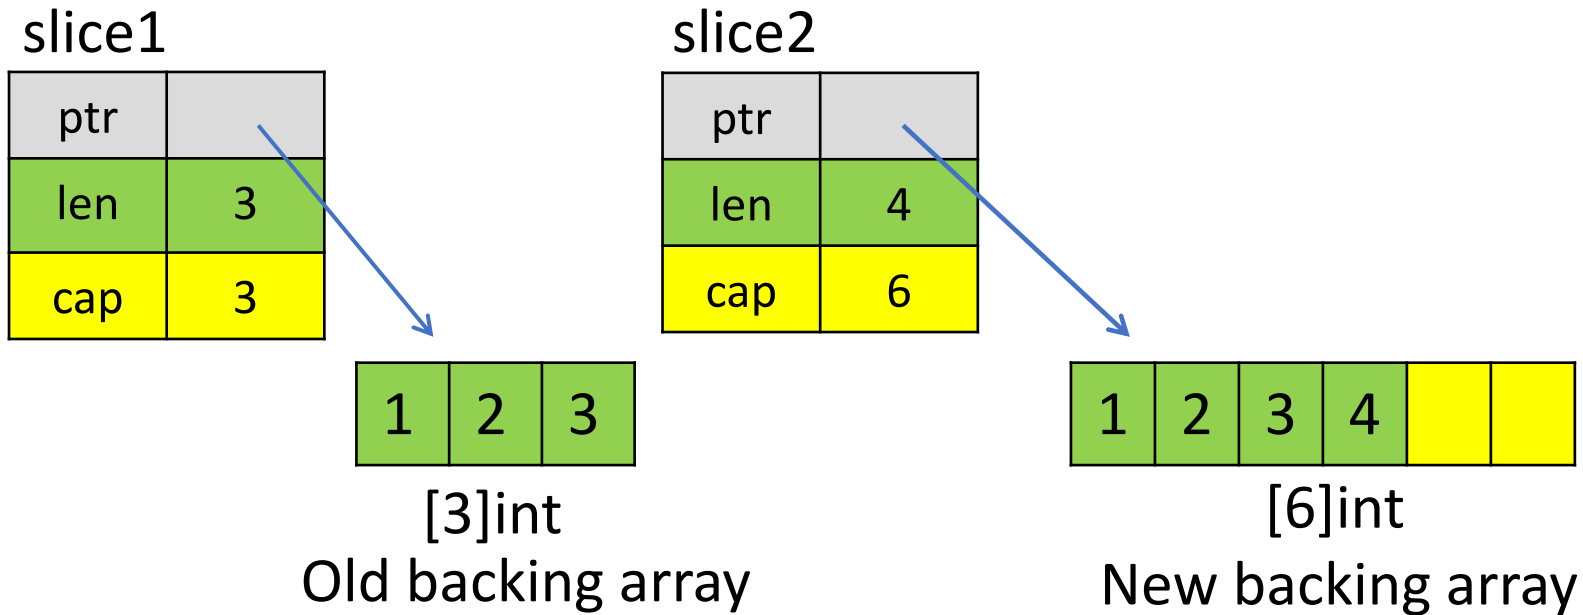 slice1
ptr
len 3
cap 3
1 2 3
[3]int
Old backing array
slice2
ptr
len 4
cap 6
1 2 3 4
[6]int
New backing array